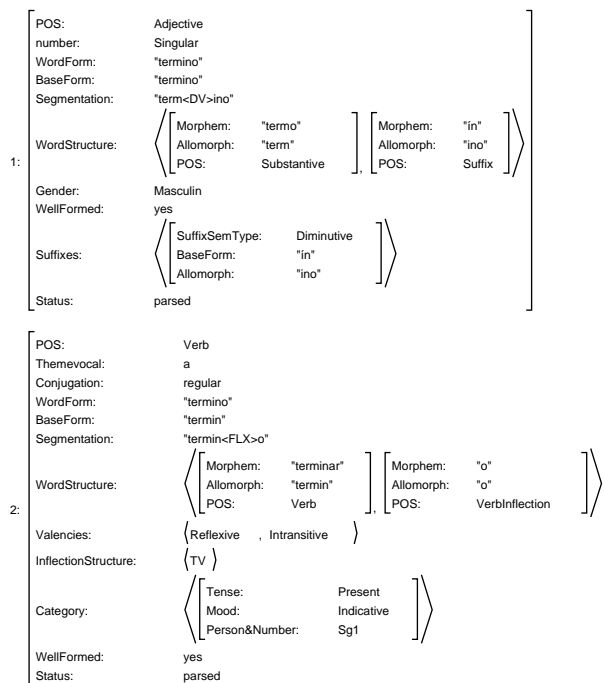 POS: Adjective
number: Singular
WordForm: "termino"
BaseForm: "termino"
Segmentation: "term<DV>ino"
Morphem: "termo" Morphem: "ín"
WordStructure: Allomorph: "term" Allomorph: "ino"
POS: Substantive , POS: Suffix
1:
Gender: Masculin
WellFormed: yes
SuffixSemType: Diminutive
Suffixes: BaseForm: "ín"
Allomorph: "ino"
Status: parsed
POS: Verb
Themevocal: a
Conjugation: regular
WordForm: "termino"
BaseForm: "termin"
Segmentation: "termin<FLX>o"
Morphem: "terminar" Morphem: "o"
WordStructure: Allomorph: "termin" Allomorph: "o"
POS: Verb , POS: VerbInflection
2:
Valencies: Reflexive , Intransitive
InflectionStructure: TV
Tense: Present
Category: Mood: Indicative
Person&Number: Sg1
WellFormed: yes
Status: parsed